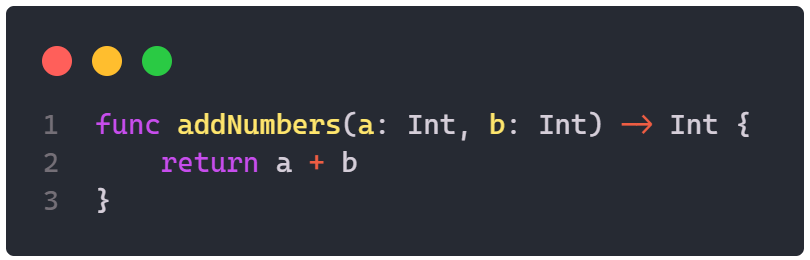 1 func addNumbers(a: Int, b: Int) -> Int {
2     return a + b
3 }